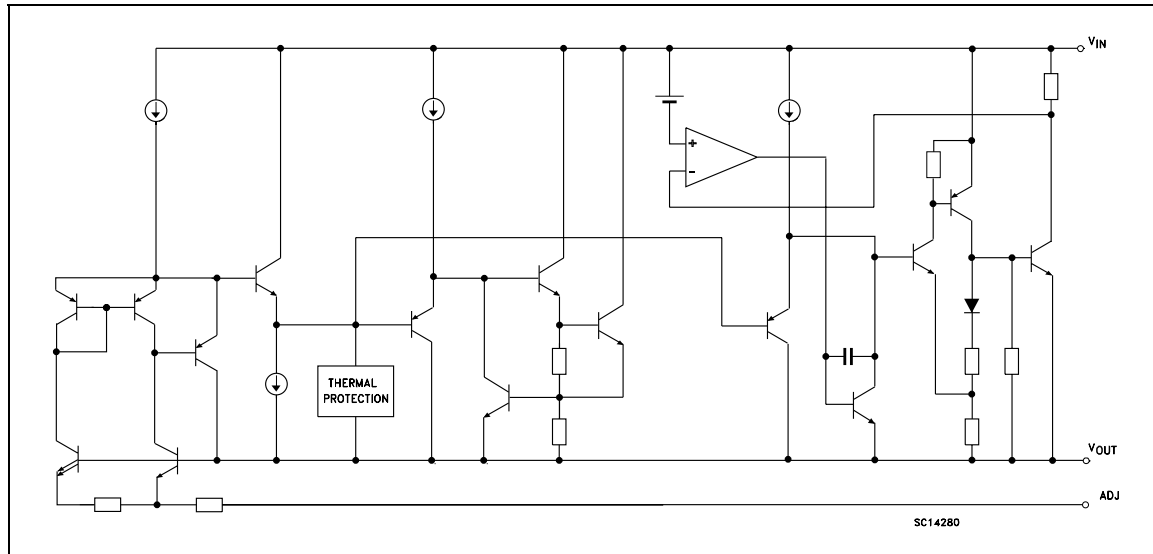 VIN
+
-
THERMAL
PROTECTION
VOUT
ADJ
SC14280